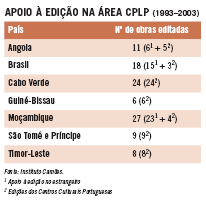 APOIO À EDIÇÃO NA ÁREA CPLP (1993–2003)
País Nº de obras editadas
Angola 11 (6¹ + 5²)
Brasil 18 (15¹ + 3²)
Cabo Verde 24 (24²)
Guiné-Bissau 6 (6²)
Moçambique 27 (23¹ + 4²)
São Tomé e Príncipe 9 (9²)
Timor-Leste 8 (8²)
Fonte: Instituto Camões.
¹ Apoio à edição no estrangeiro
² Edições dos Centros Culturais Portugueses